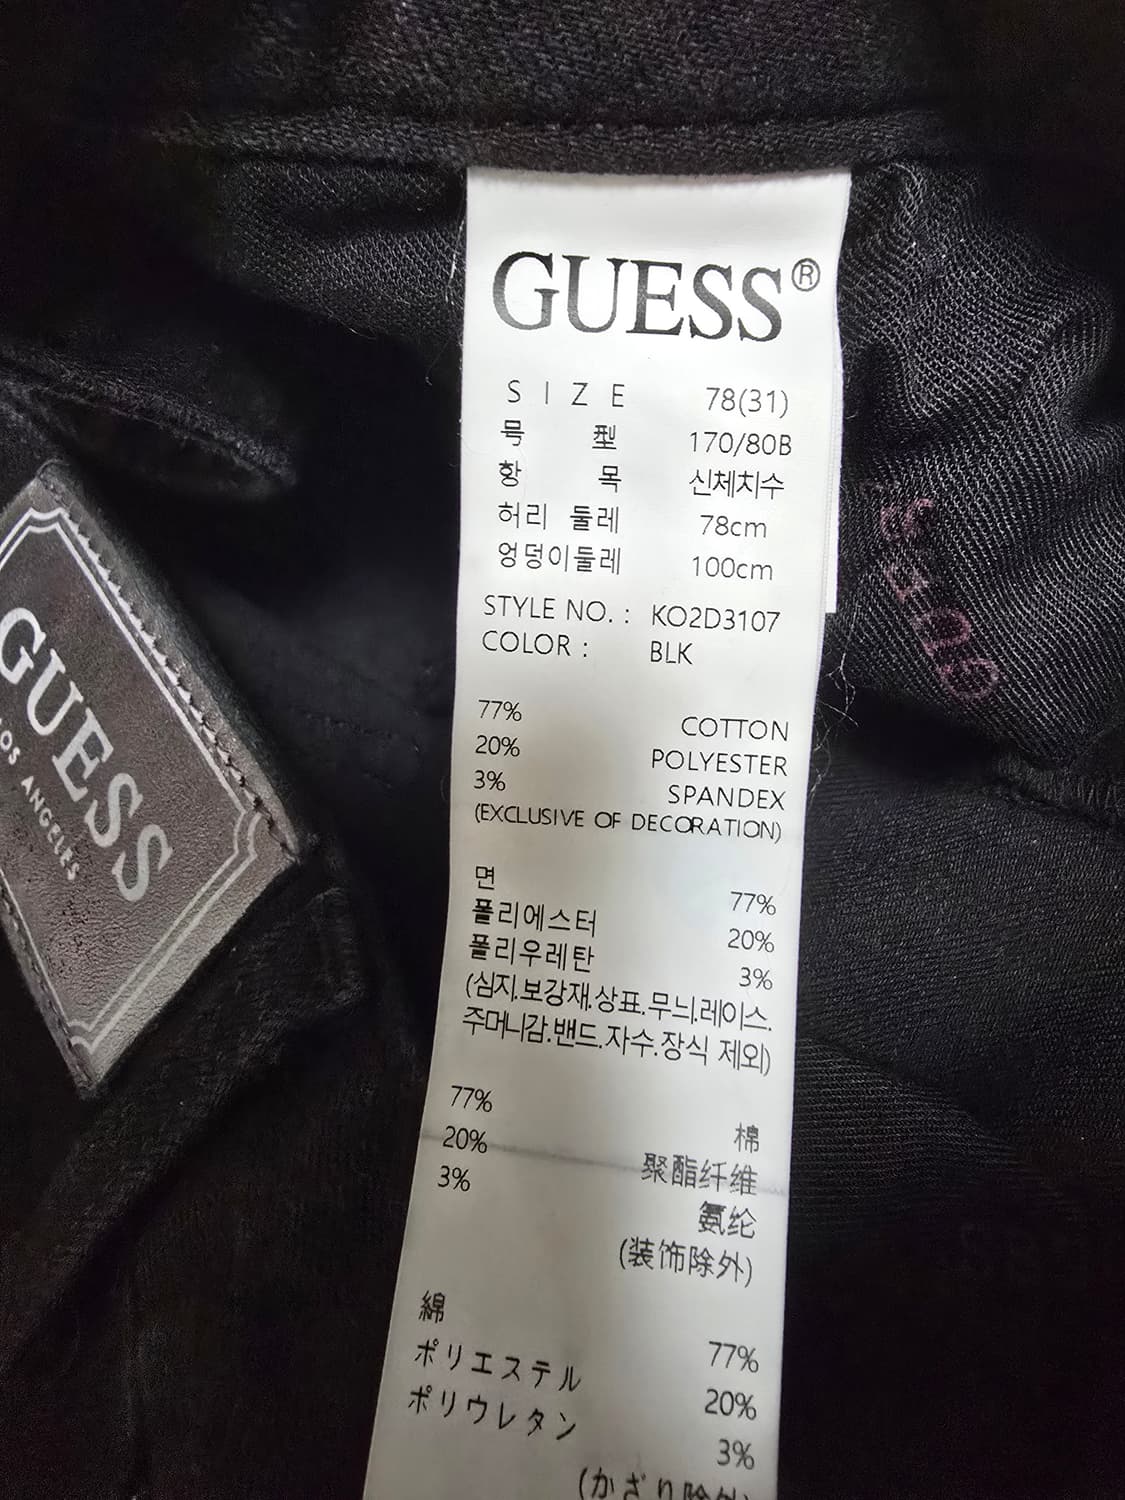 GUESS®
SIZE 78(31)
号型 170/80B
항목 신체치수
허리 둘레 78cm
엉덩이둘레 100cm
STYLE NO. : KO2D3107
COLOR : BLK
77% COTTON
20% POLYESTER
3% SPANDEX
(EXCLUSIVE OF DECORATION)
면 77%
폴리에스터 20%
폴리우레탄 3%
(심지.보강재.상표.무늬.레이스.
주머니감.밴드.자수.장식 제외)
77% 棉
20% 聚酯纤维
3% 氨纶
(装饰除外)
綿 77%
ポリエステル 20%
ポリウレタン 3%
(かざり除外)
GUESS
LOS ANGELES